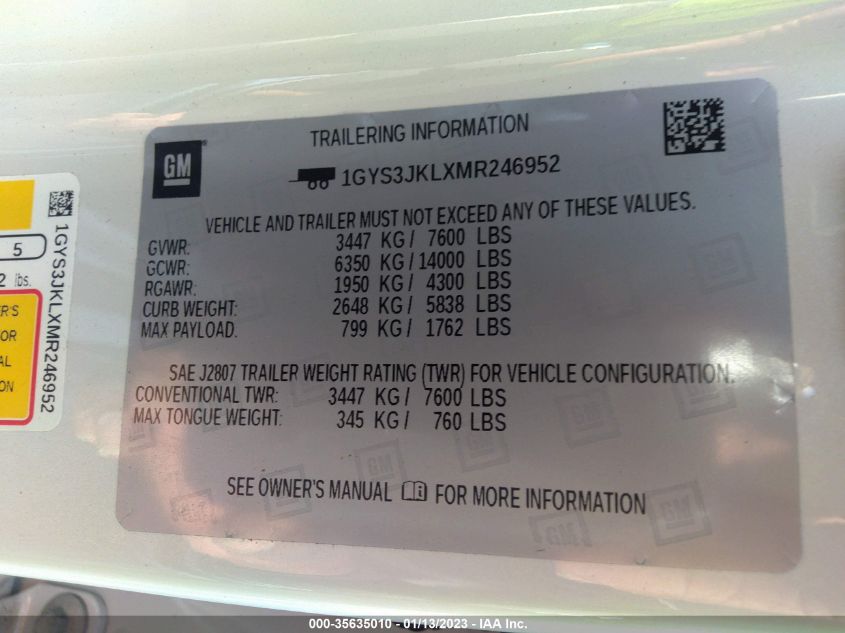 TRAILERING INFORMATION
GM
1GYS3JKLXMR246952
VEHICLE AND TRAILER MUST NOT EXCEED ANY OF THESE VALUES.
GVWR: 3447 KG / 7600 LBS
GCWR: 6350 KG / 14000 LBS
RGAWR: 1950 KG / 4300 LBS
CURB WEIGHT: 2648 KG / 5838 LBS
MAX PAYLOAD: 799 KG / 1762 LBS
SAE J2807 TRAILER WEIGHT RATING (TWR) FOR VEHICLE CONFIGURATION.
CONVENTIONAL TWR: 3447 KG / 7600 LBS
MAX TONGUE WEIGHT: 345 KG / 760 LBS
SEE OWNER'S MANUAL FOR MORE INFORMATION
5
2 lbs.
1GYS3JKLXMR246952
000-35635010 - 01/13/2023 - IAA Inc.